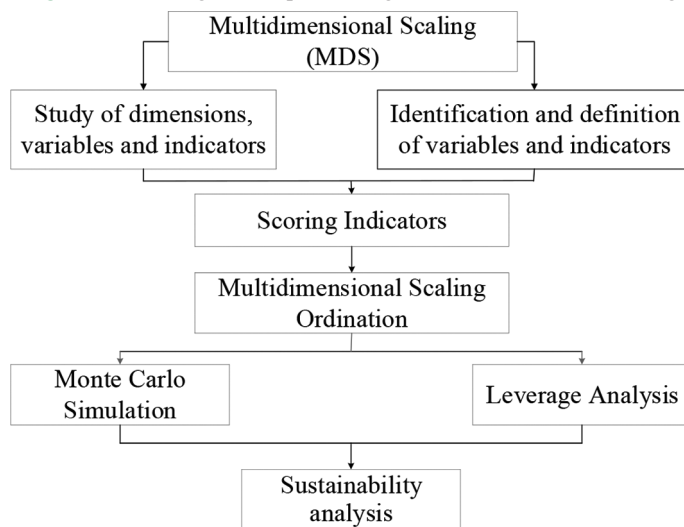 Multidimensional Scaling
(MDS)
Study of dimensions,
variables and indicators
Identification and definition
of variables and indicators
Scoring Indicators
Multidimensional Scaling
Ordination
Monte Carlo
Simulation
Leverage Analysis
Sustainability
analysis